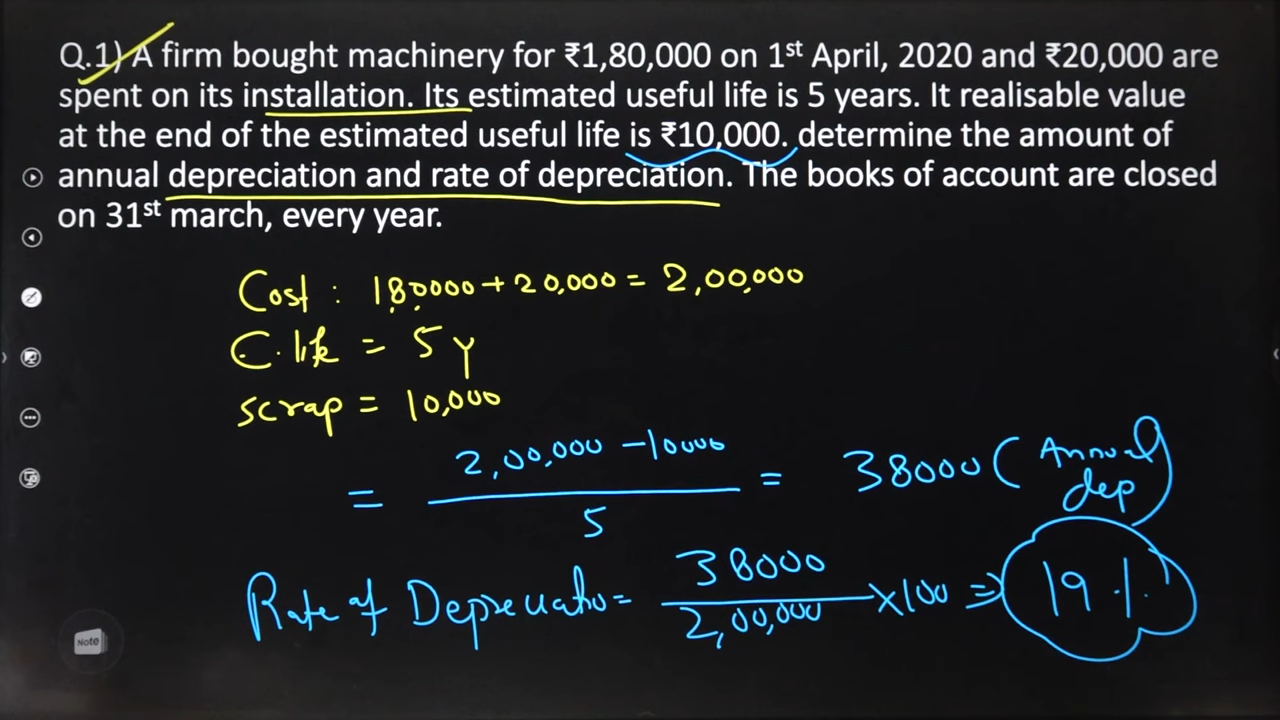 Q.1) A firm bought machinery for ₹1,80,000 on 1st April, 2020 and ₹20,000 are
spent on its installation. Its estimated useful life is 5 years. It realisable value
at the end of the estimated useful life is ₹10,000. determine the amount of
annual depreciation and rate of depreciation. The books of account are closed
on 31st march, every year.
Cost : 1,80,000 + 20,000 = 2,00,000
life = 5 y
scrap = 10,000
= 2,00,000 - 10000 / 5 = 38000 (Annual dep)
Rate of Depreciation = 38000 / 2,00,000 × 100 ⇒ 19 %
Note